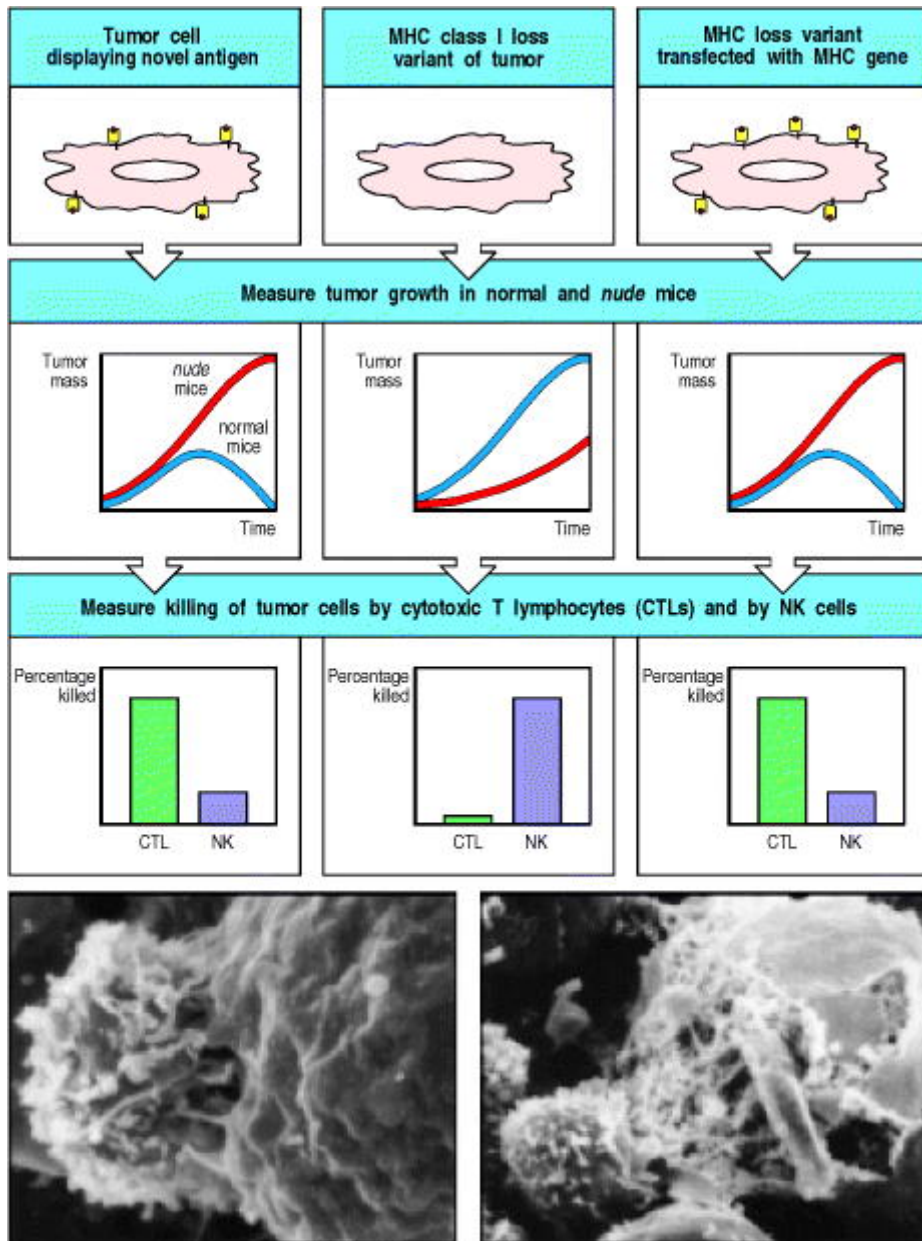 Tumor cell
displaying novel antigen
MHC class I loss
variant of tumor
MHC loss variant
transfected with MHC gene
Measure tumor growth in normal and nude mice
Tumor
mass
nude
mice
normal
mice
Time
Tumor
mass
Time
Tumor
mass
Time
Measure killing of tumor cells by cytotoxic T lymphocytes (CTLs) and by NK cells
Percentage
killed
CTL NK
Percentage
killed
CTL NK
Percentage
killed
CTL NK